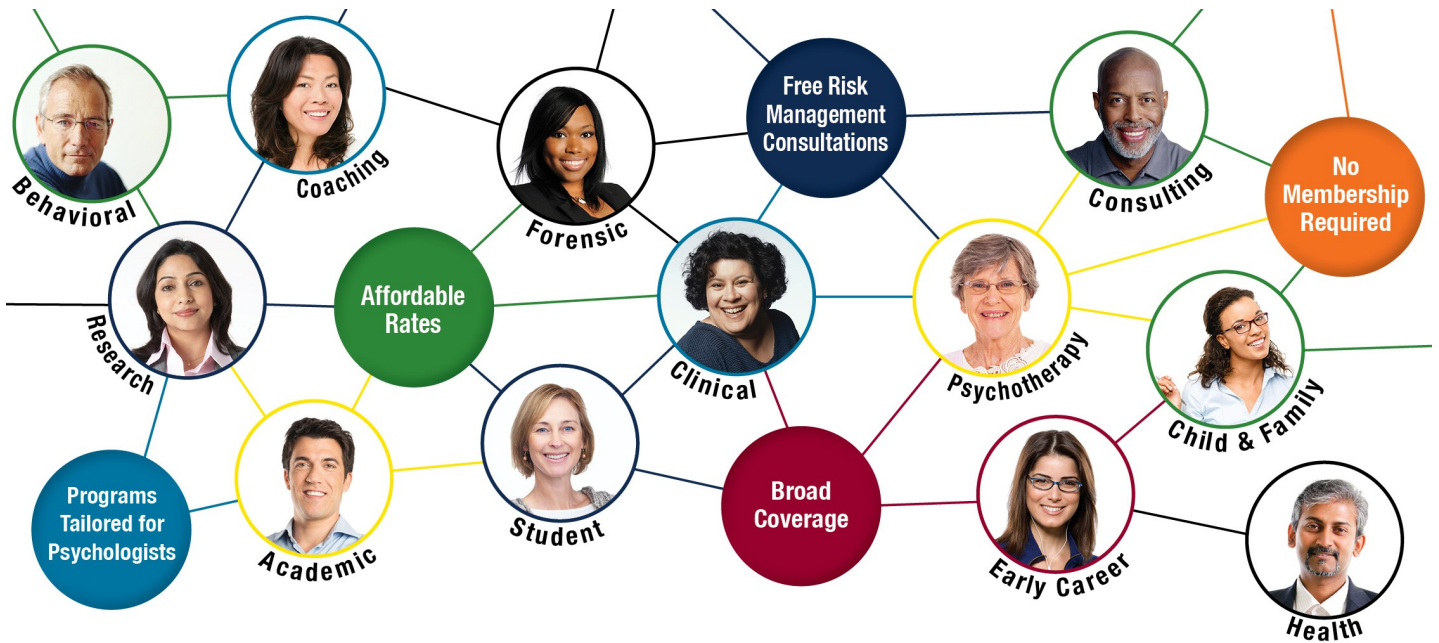 Behavioral
Coaching
Forensic
Free Risk
Management
Consultations
Consulting
No
Membership
Required
Research
Affordable
Rates
Clinical
Psychotherapy
Child & Family
Programs
Tailored for
Psychologists
Academic
Student
Broad
Coverage
Early Career
Health